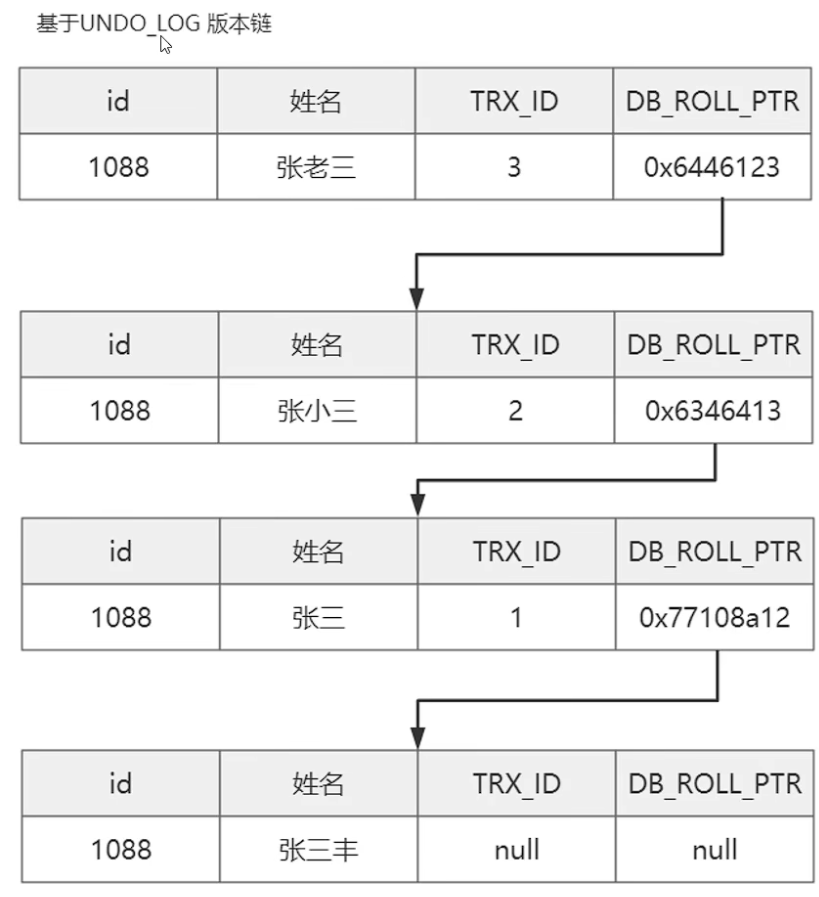 基于UNDO_LOG 版本链
id 姓名 TRX_ID DB_ROLL_PTR
1088 张老三 3 0x6446123
id 姓名 TRX_ID DB_ROLL_PTR
1088 张小三 2 0x6346413
id 姓名 TRX_ID DB_ROLL_PTR
1088 张三 1 0x77108a12
id 姓名 TRX_ID DB_ROLL_PTR
1088 张三丰 null null